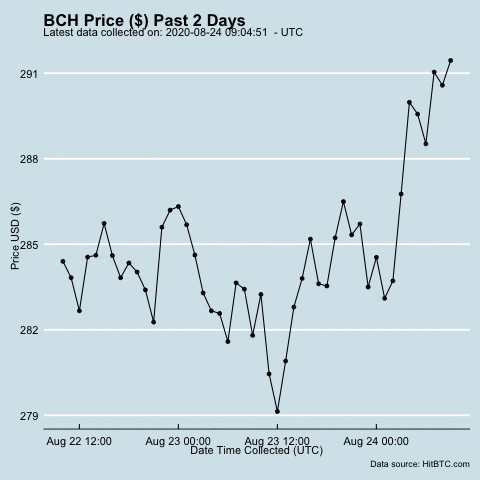 BCH Price ($) Past 2 Days
Latest data collected on: 2020-08-24 09:04:51 - UTC
291
288
285
282
279
Price USD ($)
Aug 22 12:00 Aug 23 00:00 Aug 23 12:00 Aug 24 00:00
Date Time Collected (UTC)
Data source: HitBTC.com